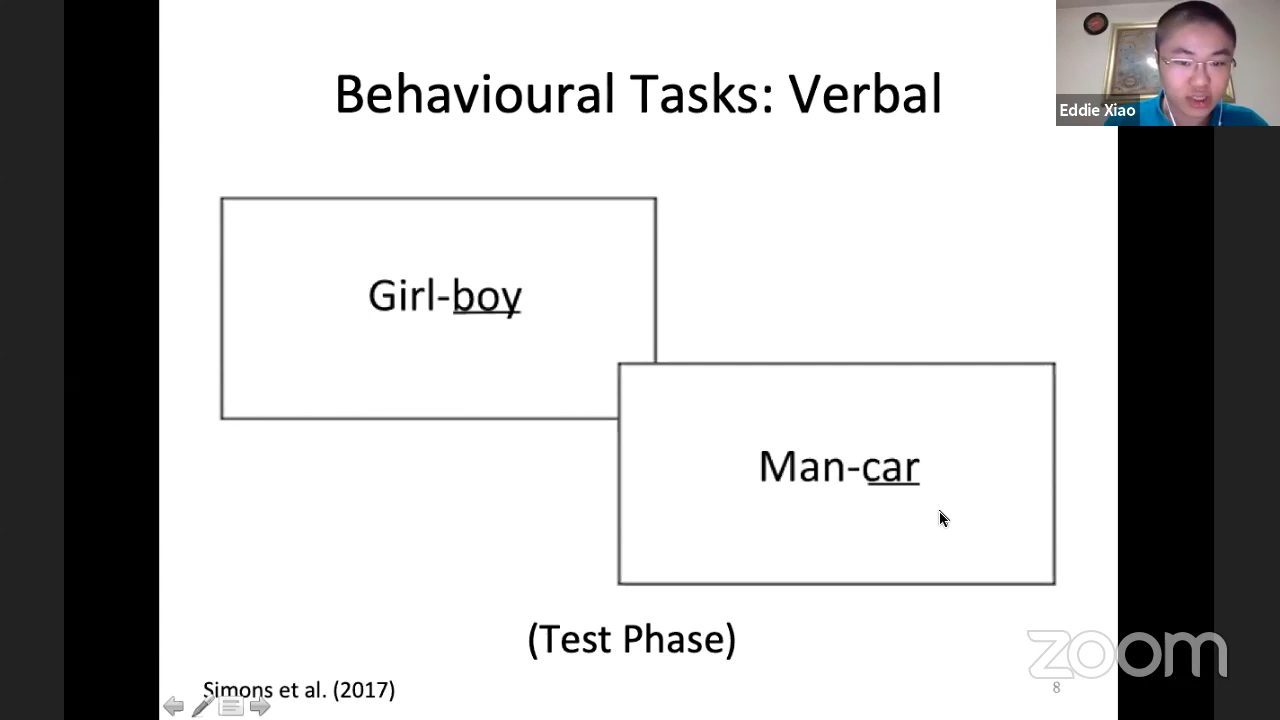 Behavioural Tasks: Verbal
Eddie Xiao
Girl-boy
Man-car
(Test Phase)
zoom
Simons et al. (2017)
8